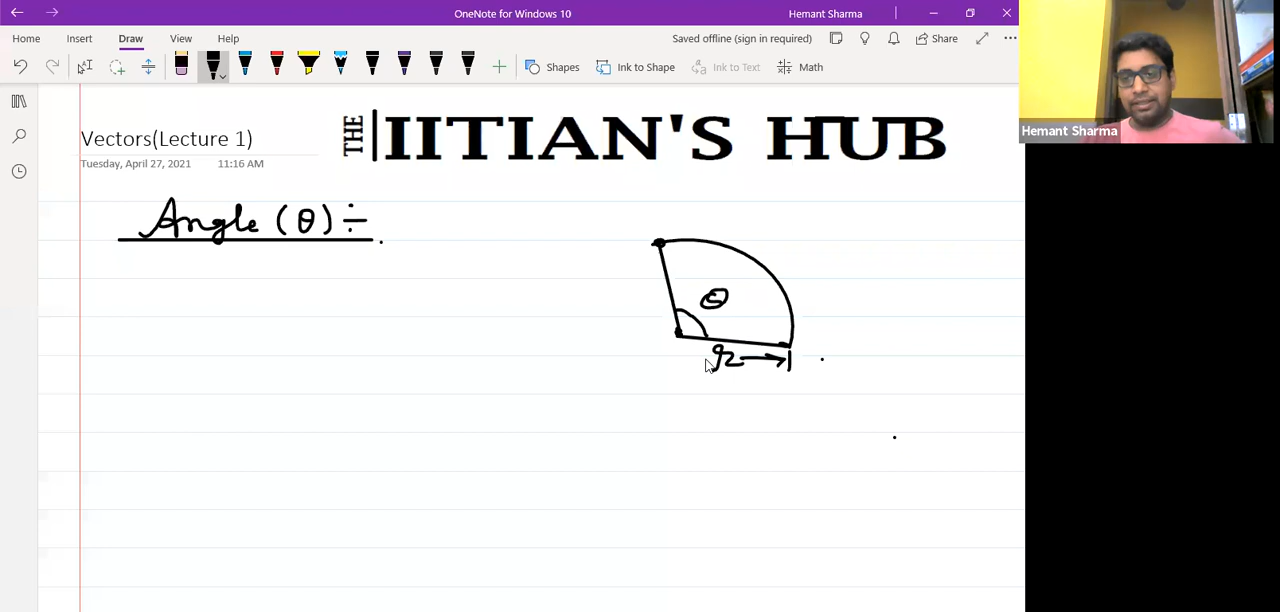 OneNote for Windows 10
Hemant Sharma
Home Insert Draw View Help
Saved offline (sign in required)
Share
Shapes
Ink to Shape
Ink to Text
Math
Hemant Sharma
Vectors(Lecture 1)
THE IITIAN'S HUB
Tuesday, April 27, 2021 11:16 AM
Angle (θ) ÷
θ
r